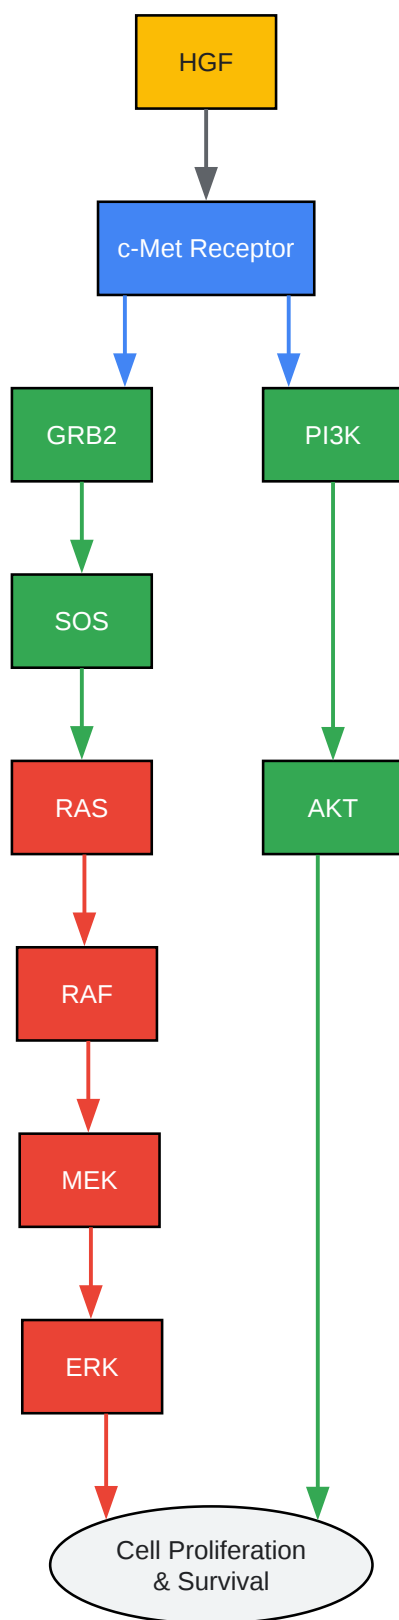 HGF
c-Met Receptor
GRB2
PI3K
SOS
RAS
AKT
RAF
MEK
ERK
Cell Proliferation
& Survival